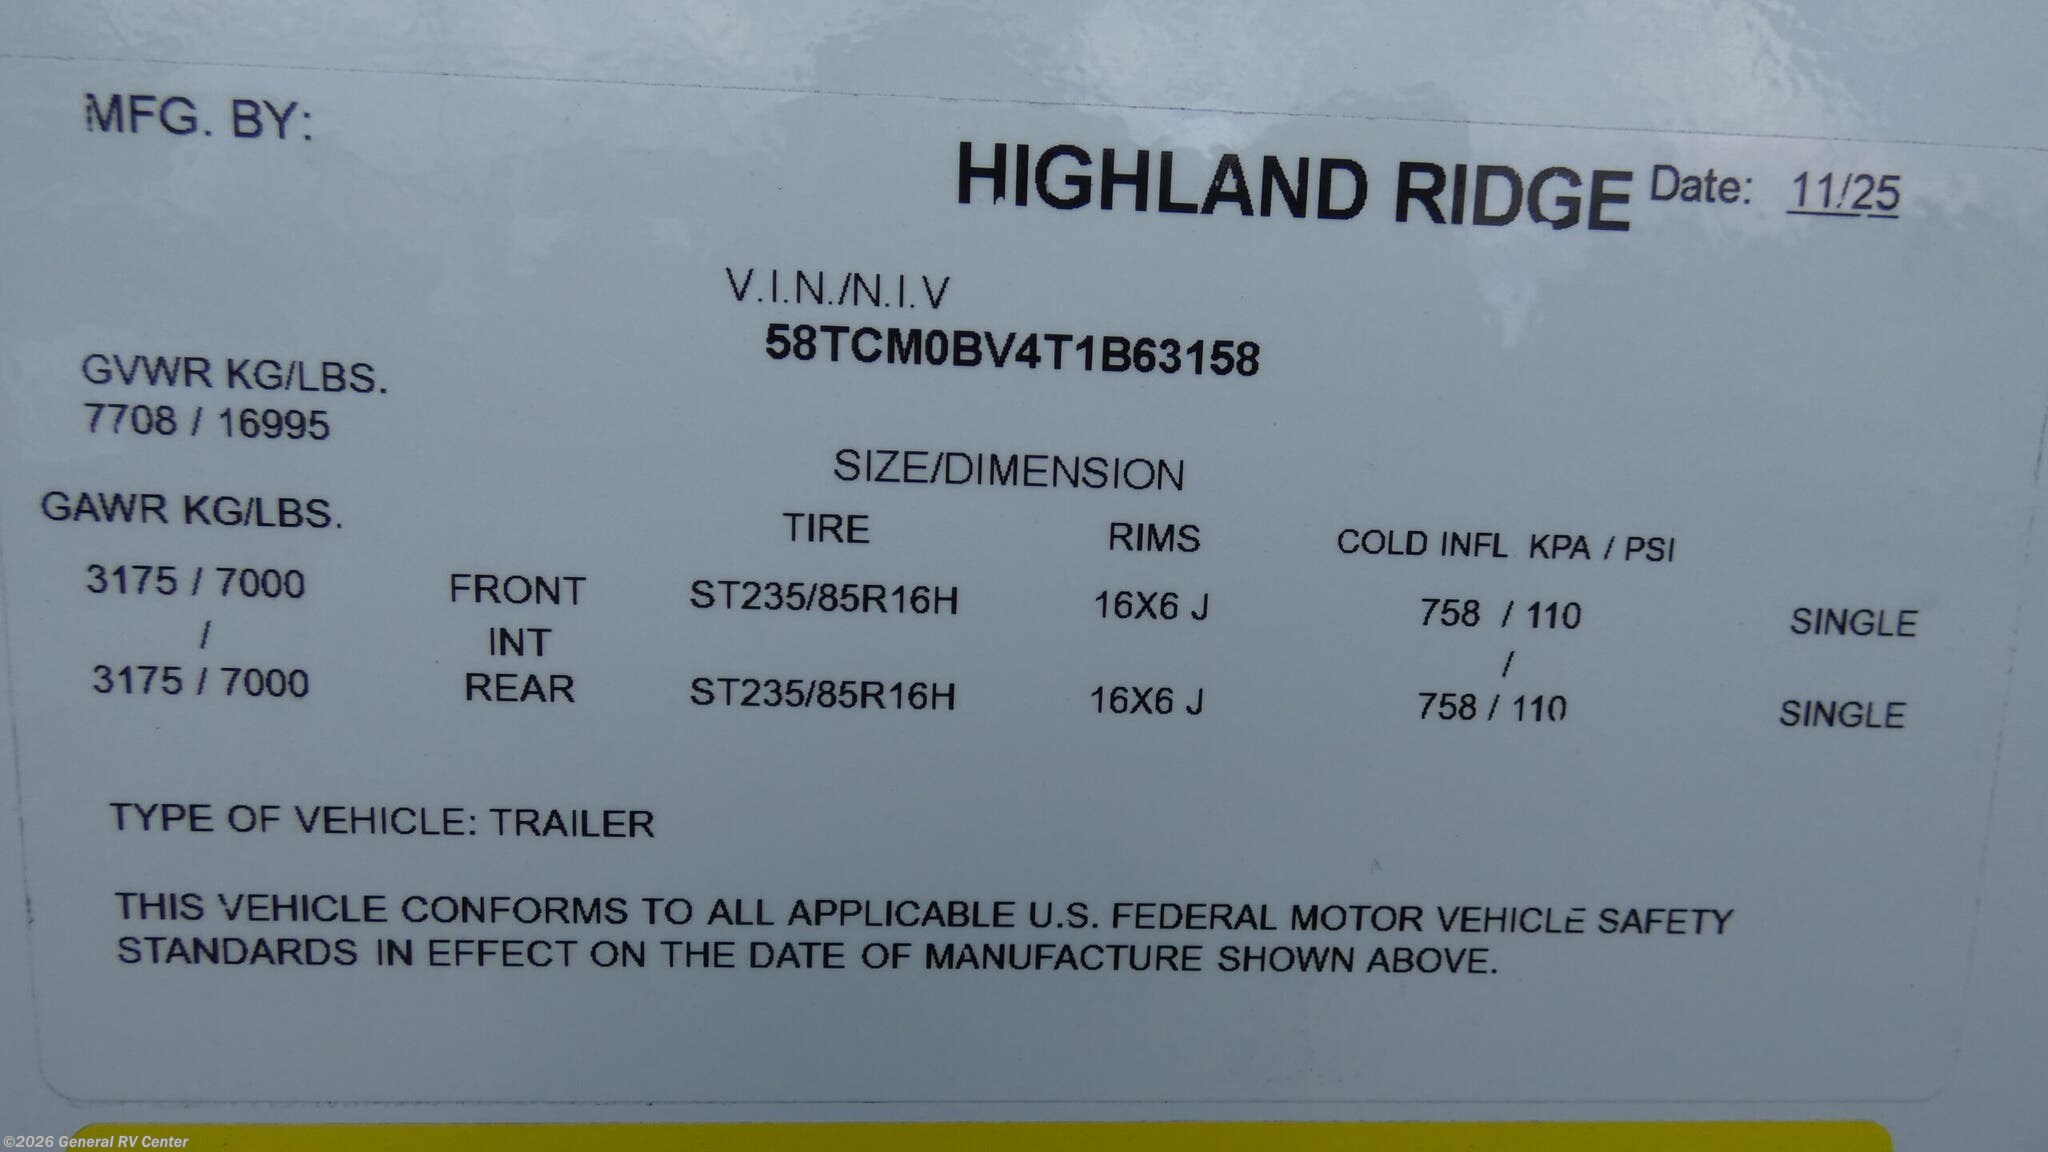 MFG. BY:
HIGHLAND RIDGE Date: 11/25
V.I.N./N.I.V
58TCM0BV4T1B63158
GVWR KG/LBS.
7708 / 16995
SIZE/DIMENSION
GAWR KG/LBS.
TIRE RIMS COLD INFL KPA / PSI
3175 / 7000 FRONT ST235/85R16H 16X6 J 758 / 110 SINGLE
/ INT /
3175 / 7000 REAR ST235/85R16H 16X6 J 758 / 110 SINGLE
TYPE OF VEHICLE: TRAILER
THIS VEHICLE CONFORMS TO ALL APPLICABLE U.S. FEDERAL MOTOR VEHICLE SAFETY
STANDARDS IN EFFECT ON THE DATE OF MANUFACTURE SHOWN ABOVE.
©2026 General RV Center